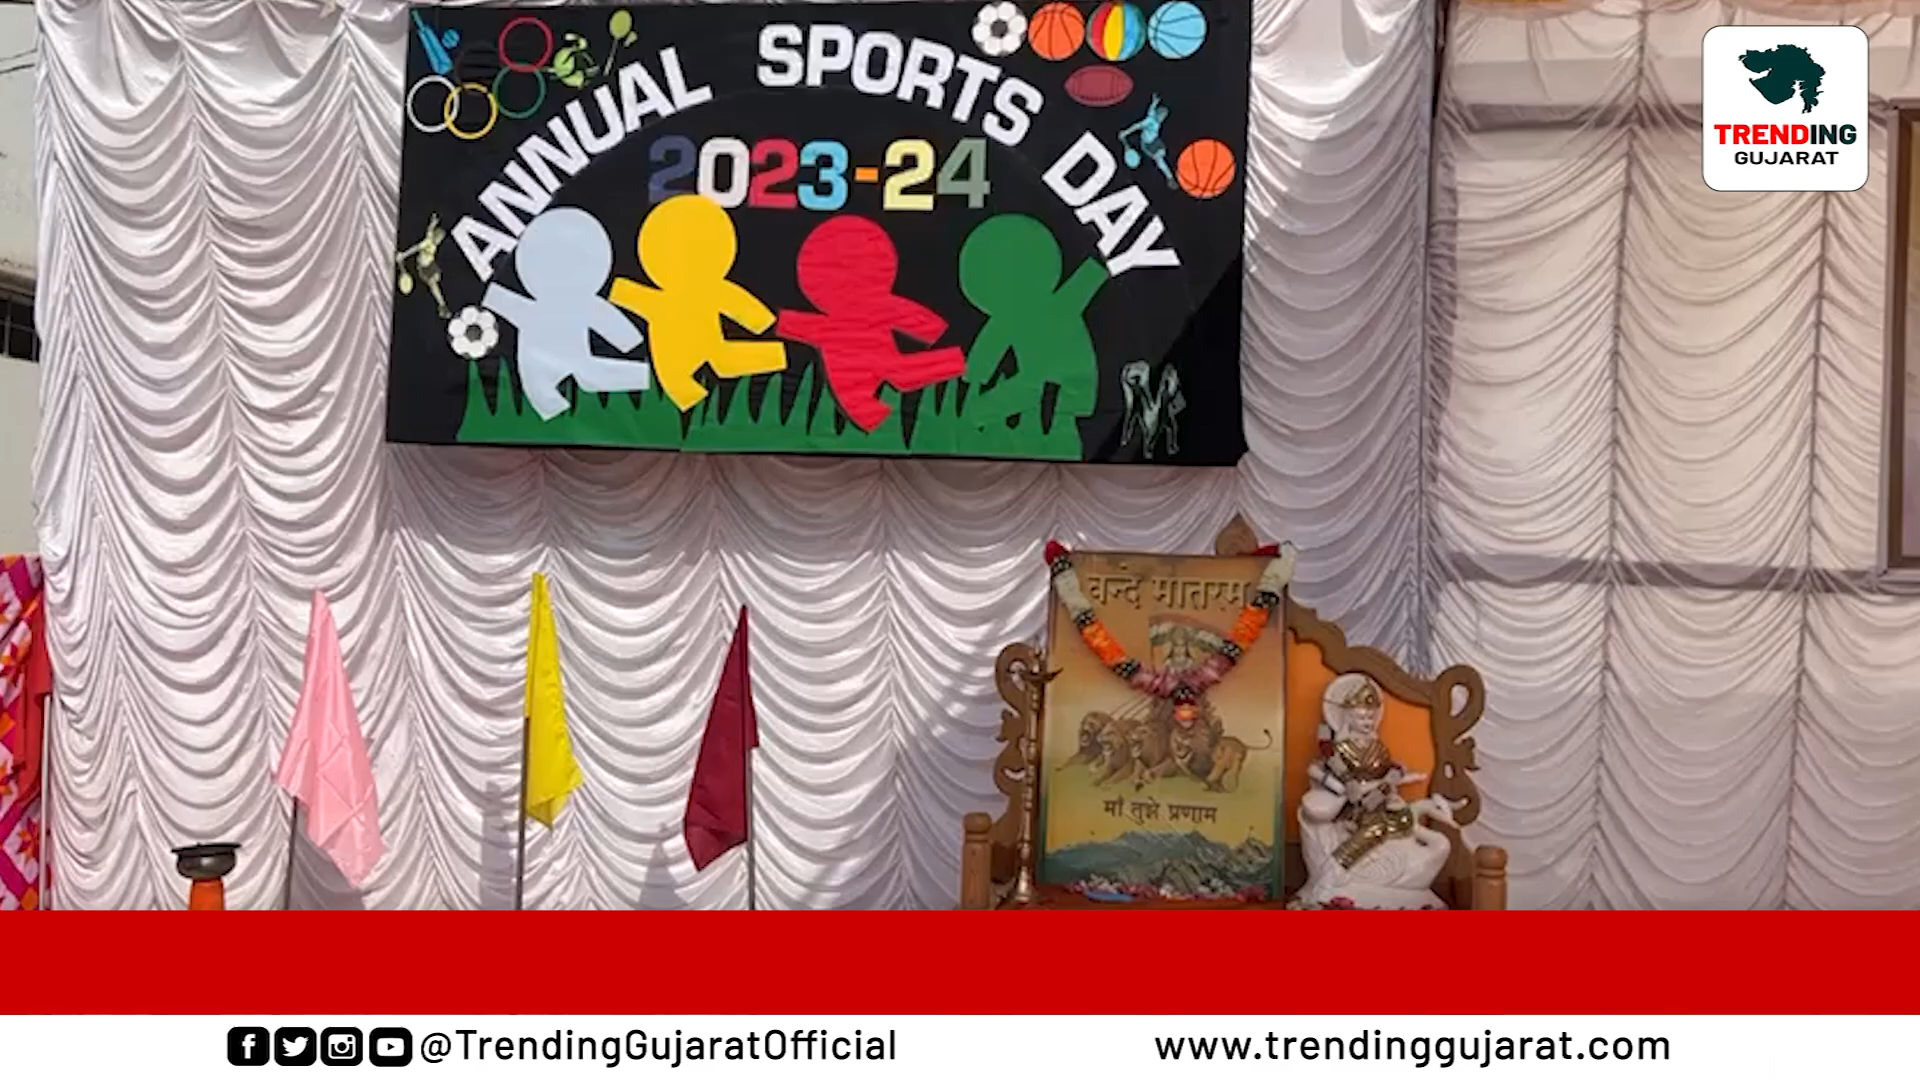 ANNUAL SPORTS DAY
2023-24
TRENDING
GUJARAT
वन्दे मातरम
माँ तुझे प्रणाम
@TrendingGujaratOfficial
www.trendinggujarat.com